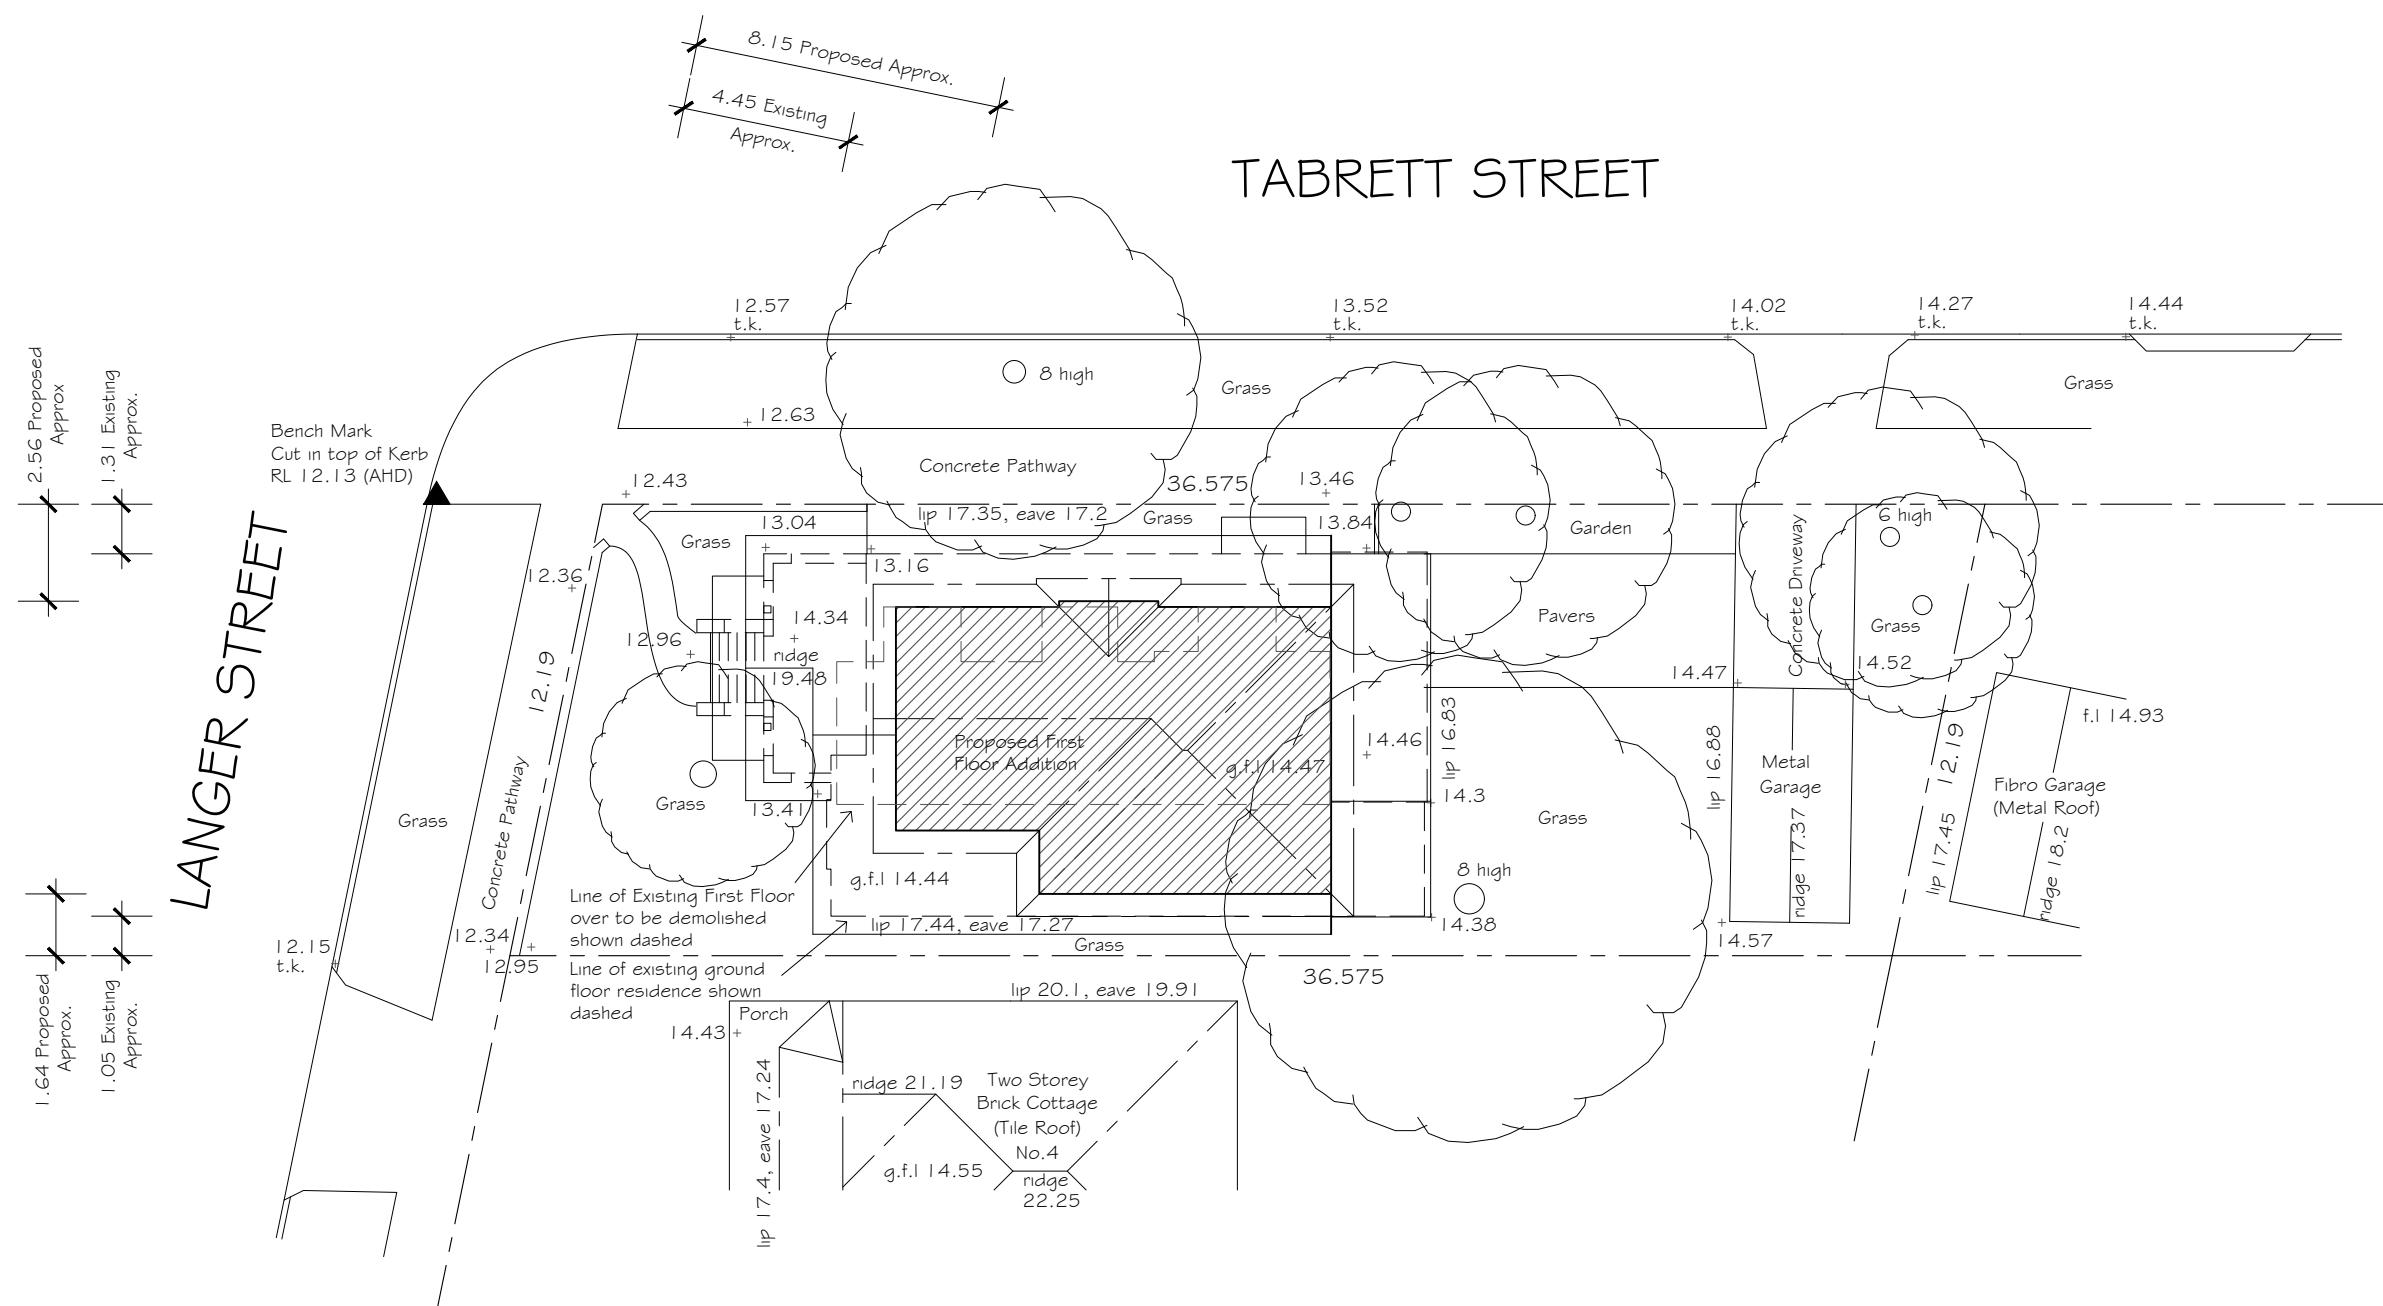 8.15 Proposed Approx.
4.45 Existing
Approx.
TABRETT STREET
12.57
t.k.
13.52
t.k.
14.02
t.k.
14.27
t.k.
14.44
t.k.
2.56 Proposed
Approx
1.31 Existing
Approx.
8 high
Grass
Grass
12.63
Bench Mark
Cut in top of Kerb
RL 12.13 (AHD)
Concrete Pathway
12.43
36.575
13.46
lip 17.35, eave 17.2
Grass
13.04
13.84
Garden
6 high
Grass
13.16
12.36
LANGER STREET
12.19
14.34
12.96
ridge
19.48
Pavers
Concrete Driveway
Grass
14.52
14.47
f.l 14.93
lip 16.83
14.46
lip 16.88
Metal
Garage
ridge 17.37
12.19
lip 17.45
Fibro Garage
(Metal Roof)
ridge 18.2
Proposed First
Floor Addition
g.f.l 14.47
14.3
Grass
13.41
Grass
Grass
Concrete Pathway
g.f.l 14.44
8 high
Line of Existing First Floor
over to be demolished
shown dashed
lip 17.44, eave 17.27
14.38
14.57
Grass
12.15
t.k.
12.34
12.95
36.575
Line of existing ground
floor residence shown
dashed
lip 20.1, eave 19.91
Porch
14.43
1.64 Proposed
Approx.
1.05 Existing
Approx.
lip 17.4, eave 17.24
ridge 21.19
Two Storey
Brick Cottage
(Tile Roof)
No.4
g.f.l 14.55
ridge
22.25